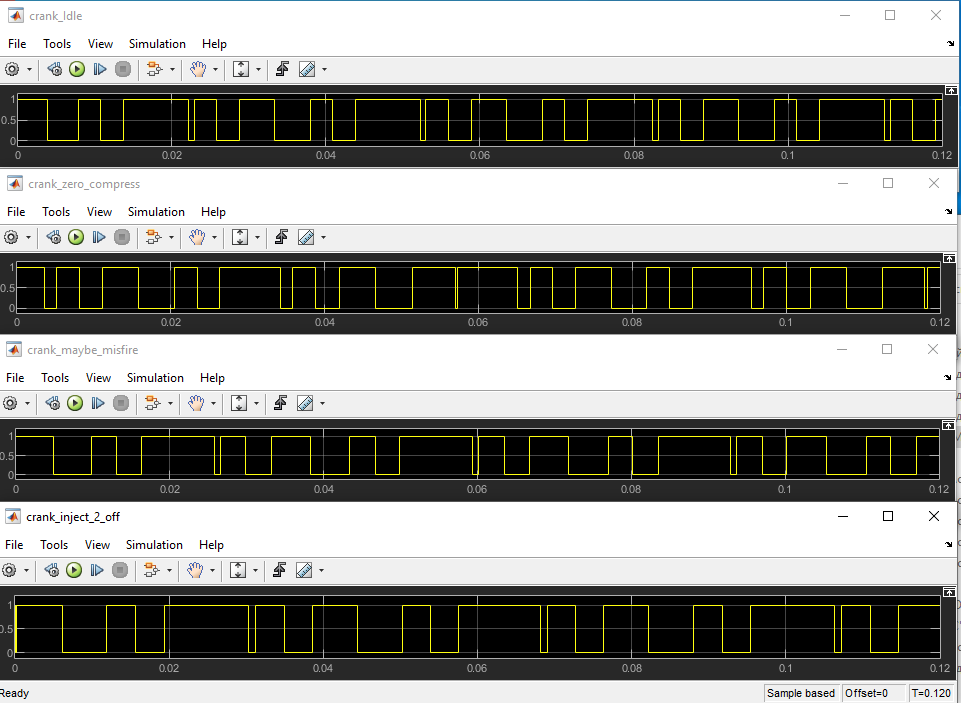 crank_Idle
File Tools View Simulation Help
1
0.5
0
0 0.02 0.04 0.06 0.08 0.1 0.12
crank_zero_compress
File Tools View Simulation Help
1
0.5
0
0 0.02 0.04 0.06 0.08 0.1 0.12
crank_maybe_misfire
File Tools View Simulation Help
1
0.5
0
0 0.02 0.04 0.06 0.08 0.1 0.12
crank_inject_2_off
File Tools View Simulation Help
1
0.5
0
0 0.02 0.04 0.06 0.08 0.1 0.12
Ready Sample based Offset=0 T=0.120